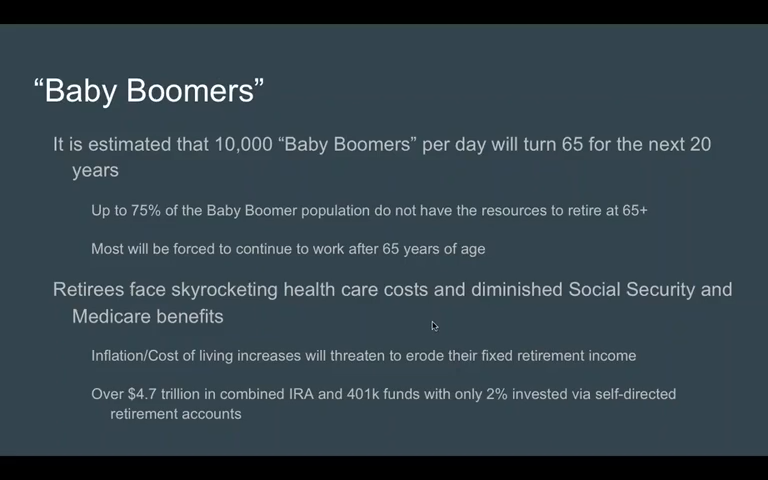 “Baby Boomers”
It is estimated that 10,000 “Baby Boomers” per day will turn 65 for the next 20
years
Up to 75% of the Baby Boomer population do not have the resources to retire at 65+
Most will be forced to continue to work after 65 years of age
Retirees face skyrocketing health care costs and diminished Social Security and
Medicare benefits
Inflation/Cost of living increases will threaten to erode their fixed retirement income
Over $4.7 trillion in combined IRA and 401k funds with only 2% invested via self-directed
retirement accounts